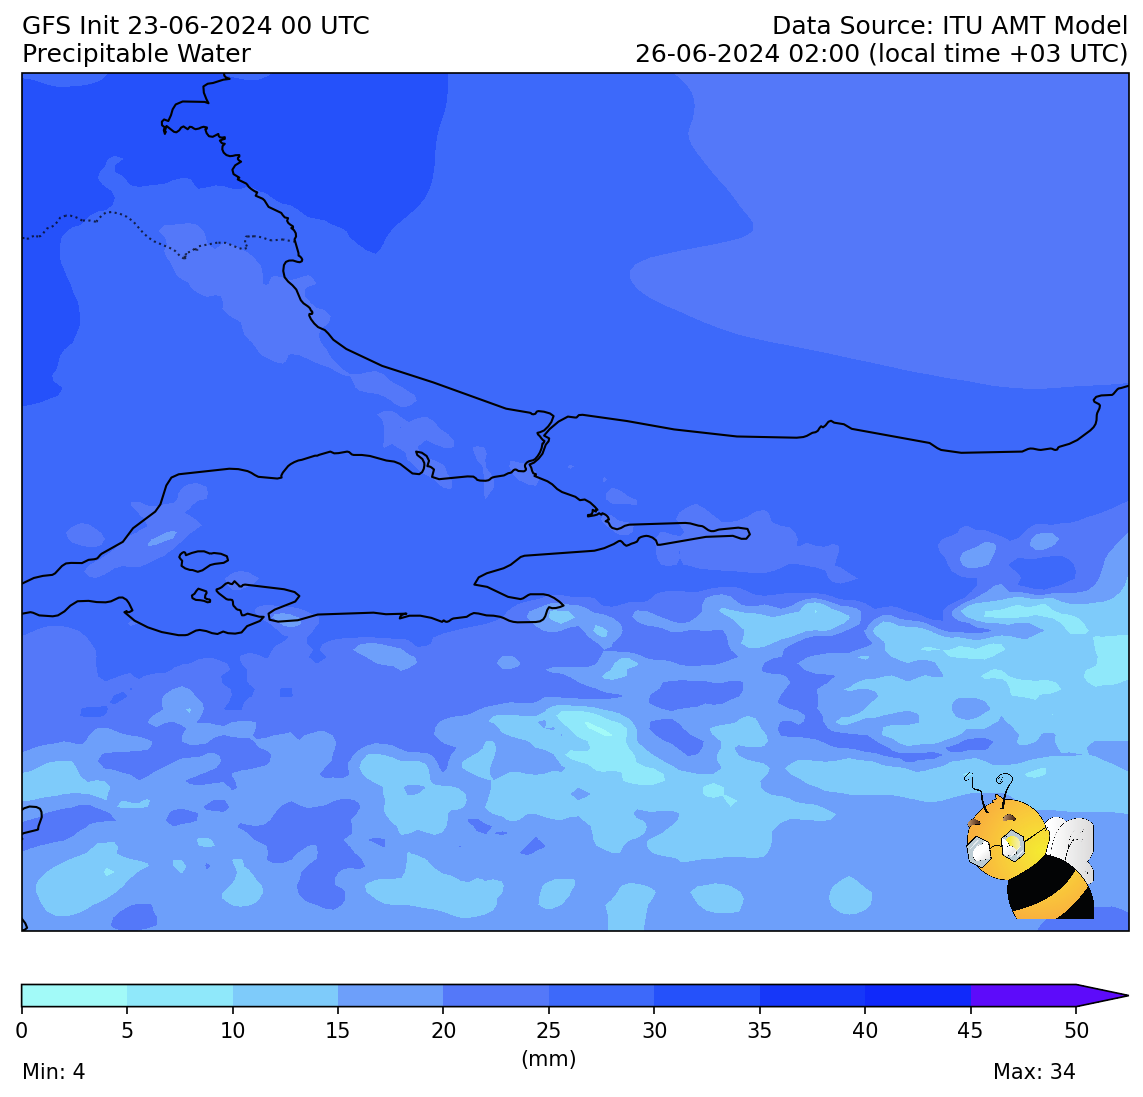 GFS Init 23-06-2024 00 UTC
Data Source: ITU AMT Model
Precipitable Water
26-06-2024 02:00 (local time +03 UTC)
0 5 10 15 20 25 30 35 40 45 50
(mm)
Min: 4
Max: 34